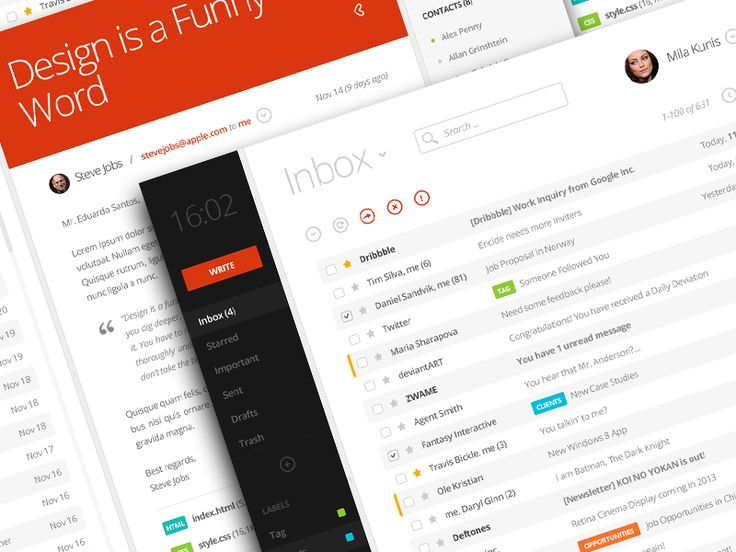 Travis B
Design is a Funny
Word
Nov 14 (9 days ago)
Steve Jobs / stevejobs@apple.com to me
Mr. Eduardo Santos,
Lorem ipsum dolor s
volutpat. Nullam eget
Quisque rutrum, ligu
nunc ligula a nunc.
“Design is a fun
you dig deeper,
it. You have to
thoroughly und
don't take the t
Quisque quam felis,
bus nisi quis ornare.
gravida magna.
Best regards,
Steve Jobs
HTML index.html (5
CSS style.css (16,1
20
Nov 19
Nov 19
Nov 18
Nov 18
Nov 18
Nov 17
Nov 16
Nov 16
Nov 16
Nov 16
CONTACTS (8)
Alex Penny
Allan Grinshtein
CSS style.css (16,1
16:02
WRITE
Inbox (4)
Starred
Important
Sent
Drafts
Trash
LABELS
Tag
Inbox
Search ...
Mila Kunis
1-100 of 631
Dribbble [Dribbble] Work Inquiry from Google Inc. Today, 11
Tim Silva, me (6) Encide needs more Inviters Today,
Daniel Sandvik, me (81) Job Proposal in Norway Yesterday
Twitter TAG Someone Followed You
Maria Sharapova Need some feedback please!
deviantART Congratulations! You have received a Daily Deviation
ZWAME You have 1 unread message
Agent Smith You hear that Mr. Anderson?...
Fantasy Interactive CLIENTS New Case Studies
Travis Bickle, me (3) You talkin' to me?
Ole Kristian New Windows 8 App
me, Daryl Ginn (2) I am Batman, The Dark Knight
Deftones [Newsletter] KOI NO YOKAN is out!
Retina Cinema Display coming in 2013
OPPORTUNITIES Job Opportunities in Chi
again!